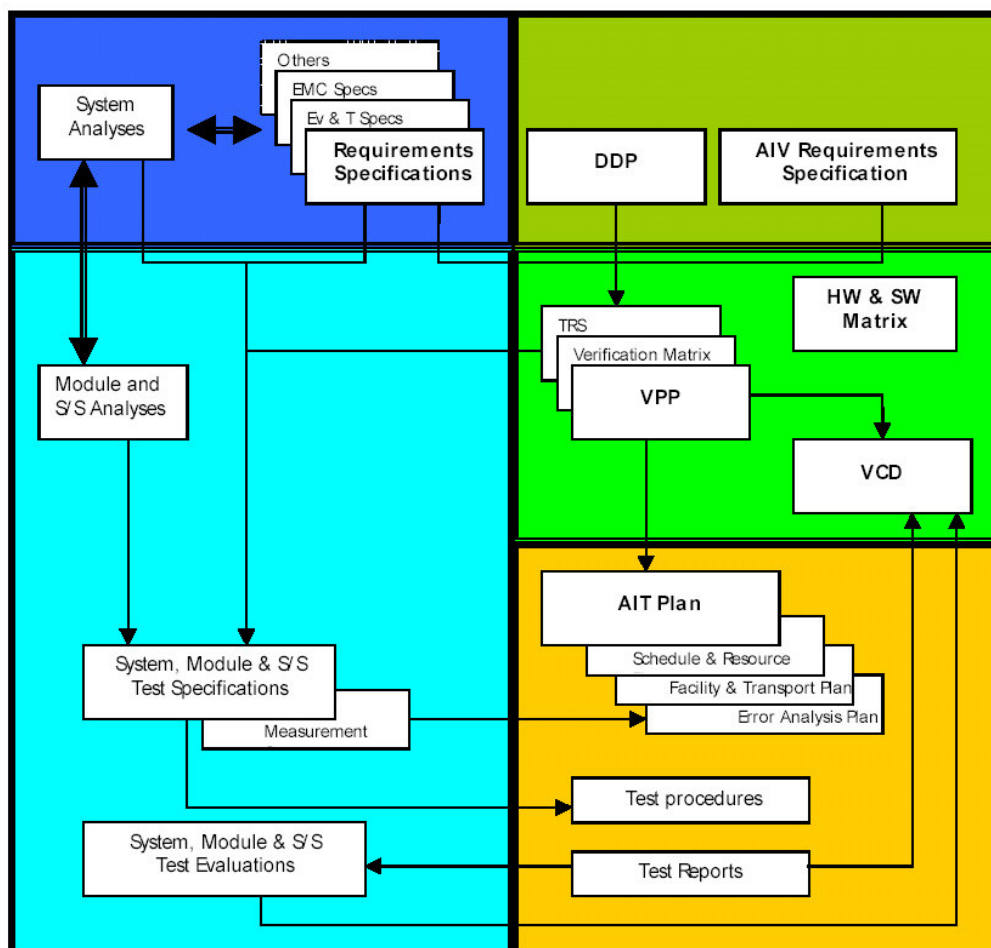 Others
EMC Specs
Ev & T Specs
Requirements
Specifications
System
Analyses
DDP
AIV Requirements
Specification
HW & SW
Matrix
TRS
Verification Matrix
VPP
VCD
Module and
S/S Analyses
AIT Plan
Schedule & Resource
Facility & Transport Plan
Error Analysis Plan
System, Module & S/S
Test Specifications
Measurement
Test procedures
System, Module & S/S
Test Evaluations
Test Reports